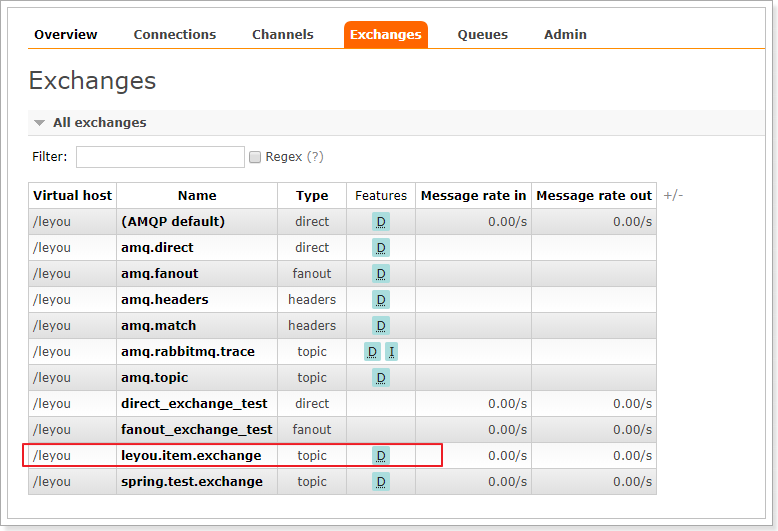 Overview Connections Channels Exchanges Queues Admin
Exchanges
All exchanges
Filter: Regex (?)
Virtual host Name Type Features Message rate in Message rate out +/-
/leyou (AMQP default) direct D 0.00/s 0.00/s
/leyou amq.direct direct D
/leyou amq.fanout fanout D
/leyou amq.headers headers D
/leyou amq.match headers D
/leyou amq.rabbitmq.trace topic D I
/leyou amq.topic topic D
/leyou direct_exchange_test direct 0.00/s 0.00/s
/leyou fanout_exchange_test fanout 0.00/s 0.00/s
/leyou leyou.item.exchange topic D 0.00/s 0.00/s
/leyou spring.test.exchange topic D 0.00/s 0.00/s